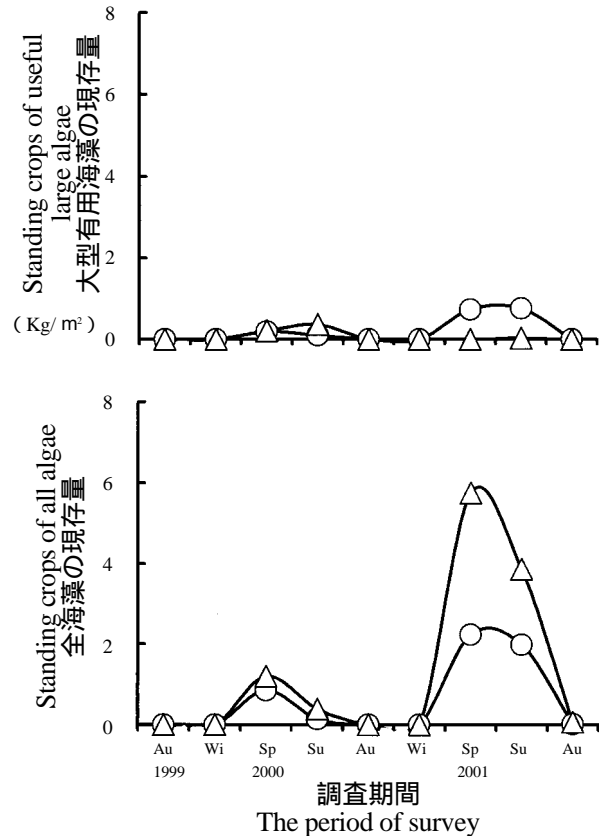 8
6
4
2
0
Standing crops of useful
large algae
大型有用海藻の現存量
( Kg/ m² )
8
6
4
2
0
Standing crops of all algae
全海藻の現存量
Au Wi Sp Su Au Wi Sp Su Au
1999 2000 2001
調査期間
The period of survey